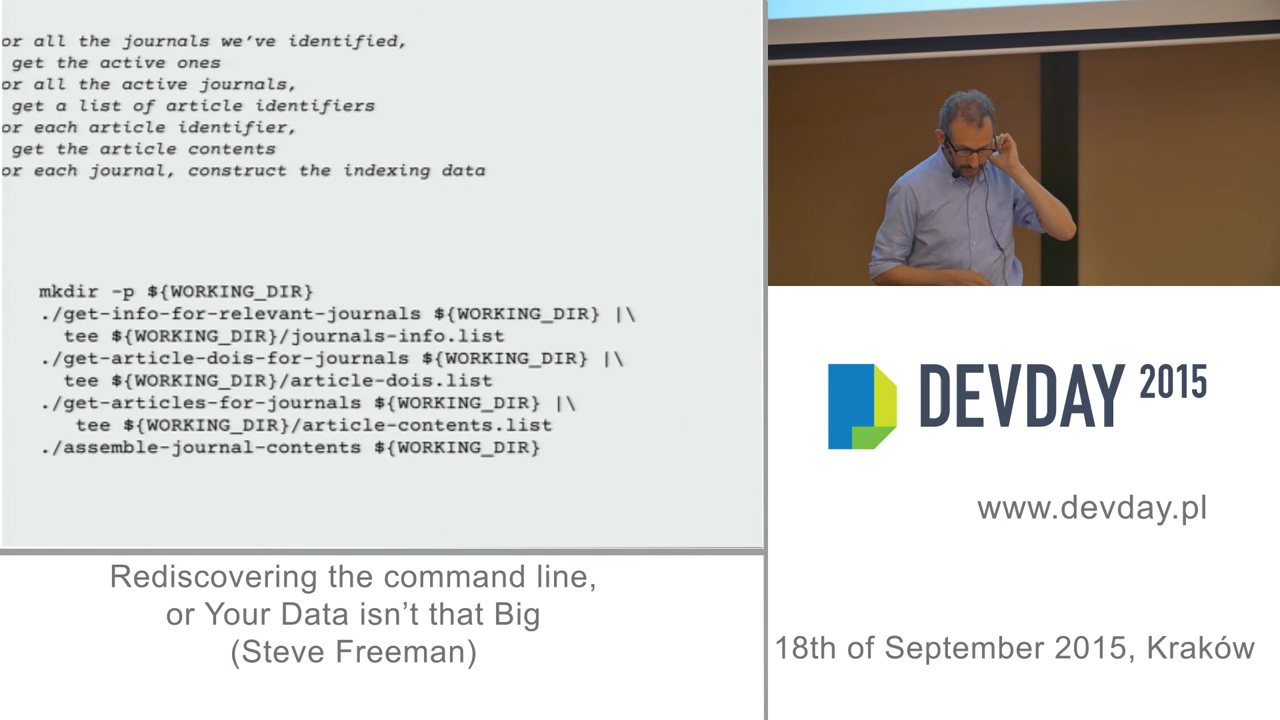 or all the journals we've identified,
get the active ones
or all the active journals,
get a list of article identifiers
or each article identifier,
get the article contents
or each journal, construct the indexing data
mkdir -p ${WORKING_DIR}
./get-info-for-relevant-journals ${WORKING_DIR} |\
tee ${WORKING_DIR}/journals-info.list
./get-article-dois-for-journals ${WORKING_DIR} |\
tee ${WORKING_DIR}/article-dois.list
./get-articles-for-journals ${WORKING_DIR} |\
tee ${WORKING_DIR}/article-contents.list
./assemble-journal-contents ${WORKING_DIR}
Rediscovering the command line,
or Your Data isn't that Big
(Steve Freeman)
DEVDAY 2015
www.devday.pl
18th of September 2015, Kraków